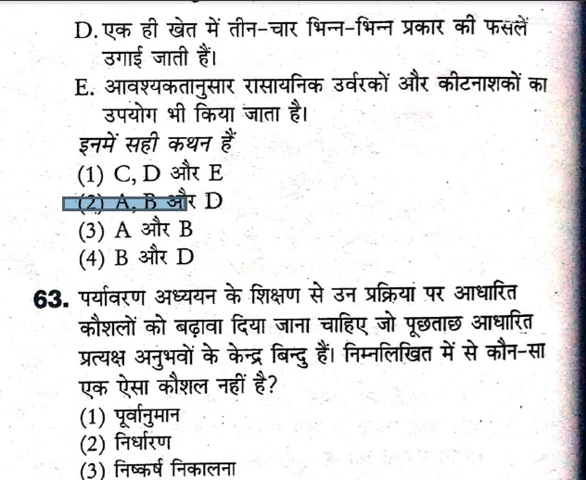 D. एक ही खेत में तीन-चार भिन्न-भिन्न प्रकार की फसलें
उगाई जाती हैं।
E. आवश्यकतानुसार रासायनिक उर्वरकों और कीटनाशकों का
उपयोग भी किया जाता है।
इनमें सही कथन हैं
(1) C, D और E
(2) A, B और D
(3) A और B
(4) B और D
63. पर्यावरण अध्ययन के शिक्षण से उन प्रक्रिया पर आधारित
कौशलों को बढ़ावा दिया जाना चाहिए जो पूछताछ आधारित
प्रत्यक्ष अनुभवों के केन्द्र बिन्दु हैं। निम्नलिखित में से कौन-सा
एक ऐसा कौशल नहीं है?
(1) पूर्वानुमान
(2) निर्धारण
(3) निष्कर्ष निकालना